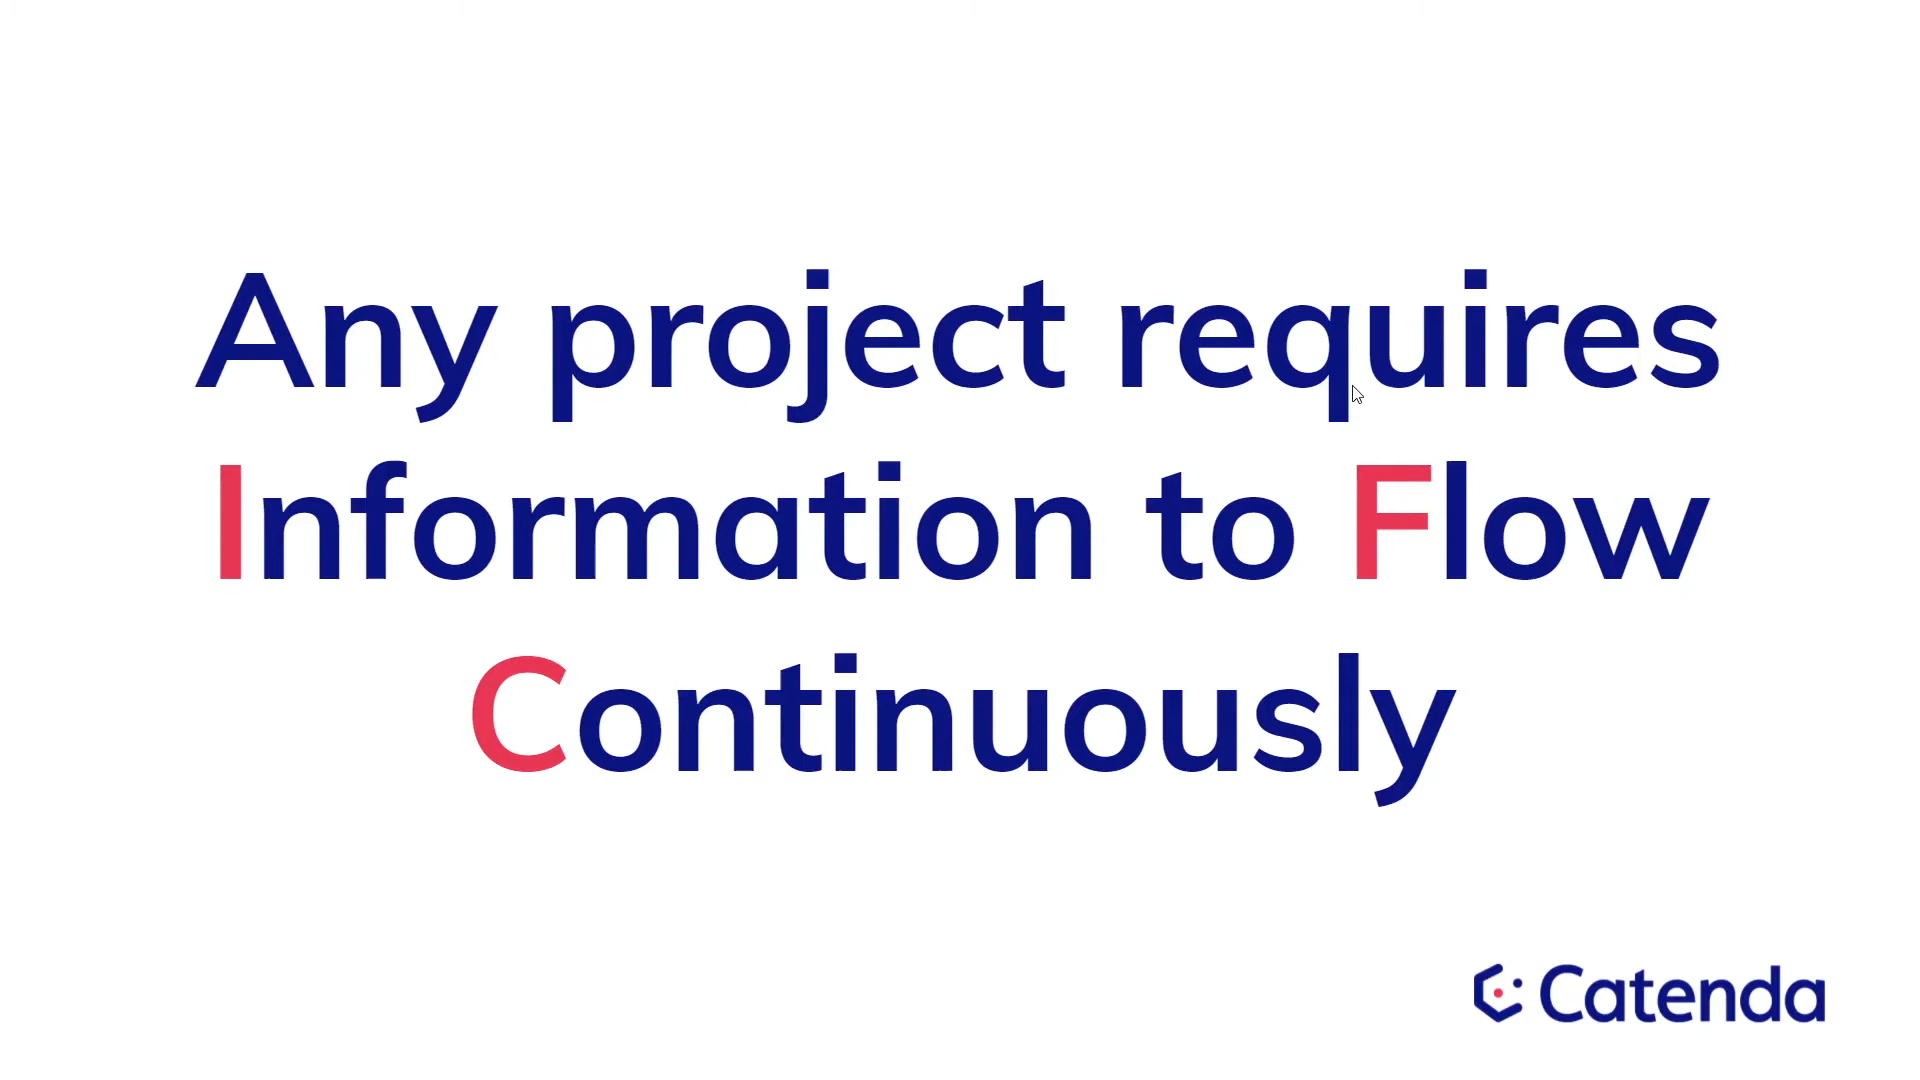 Any project requires
Information to Flow
Continuously
Catenda